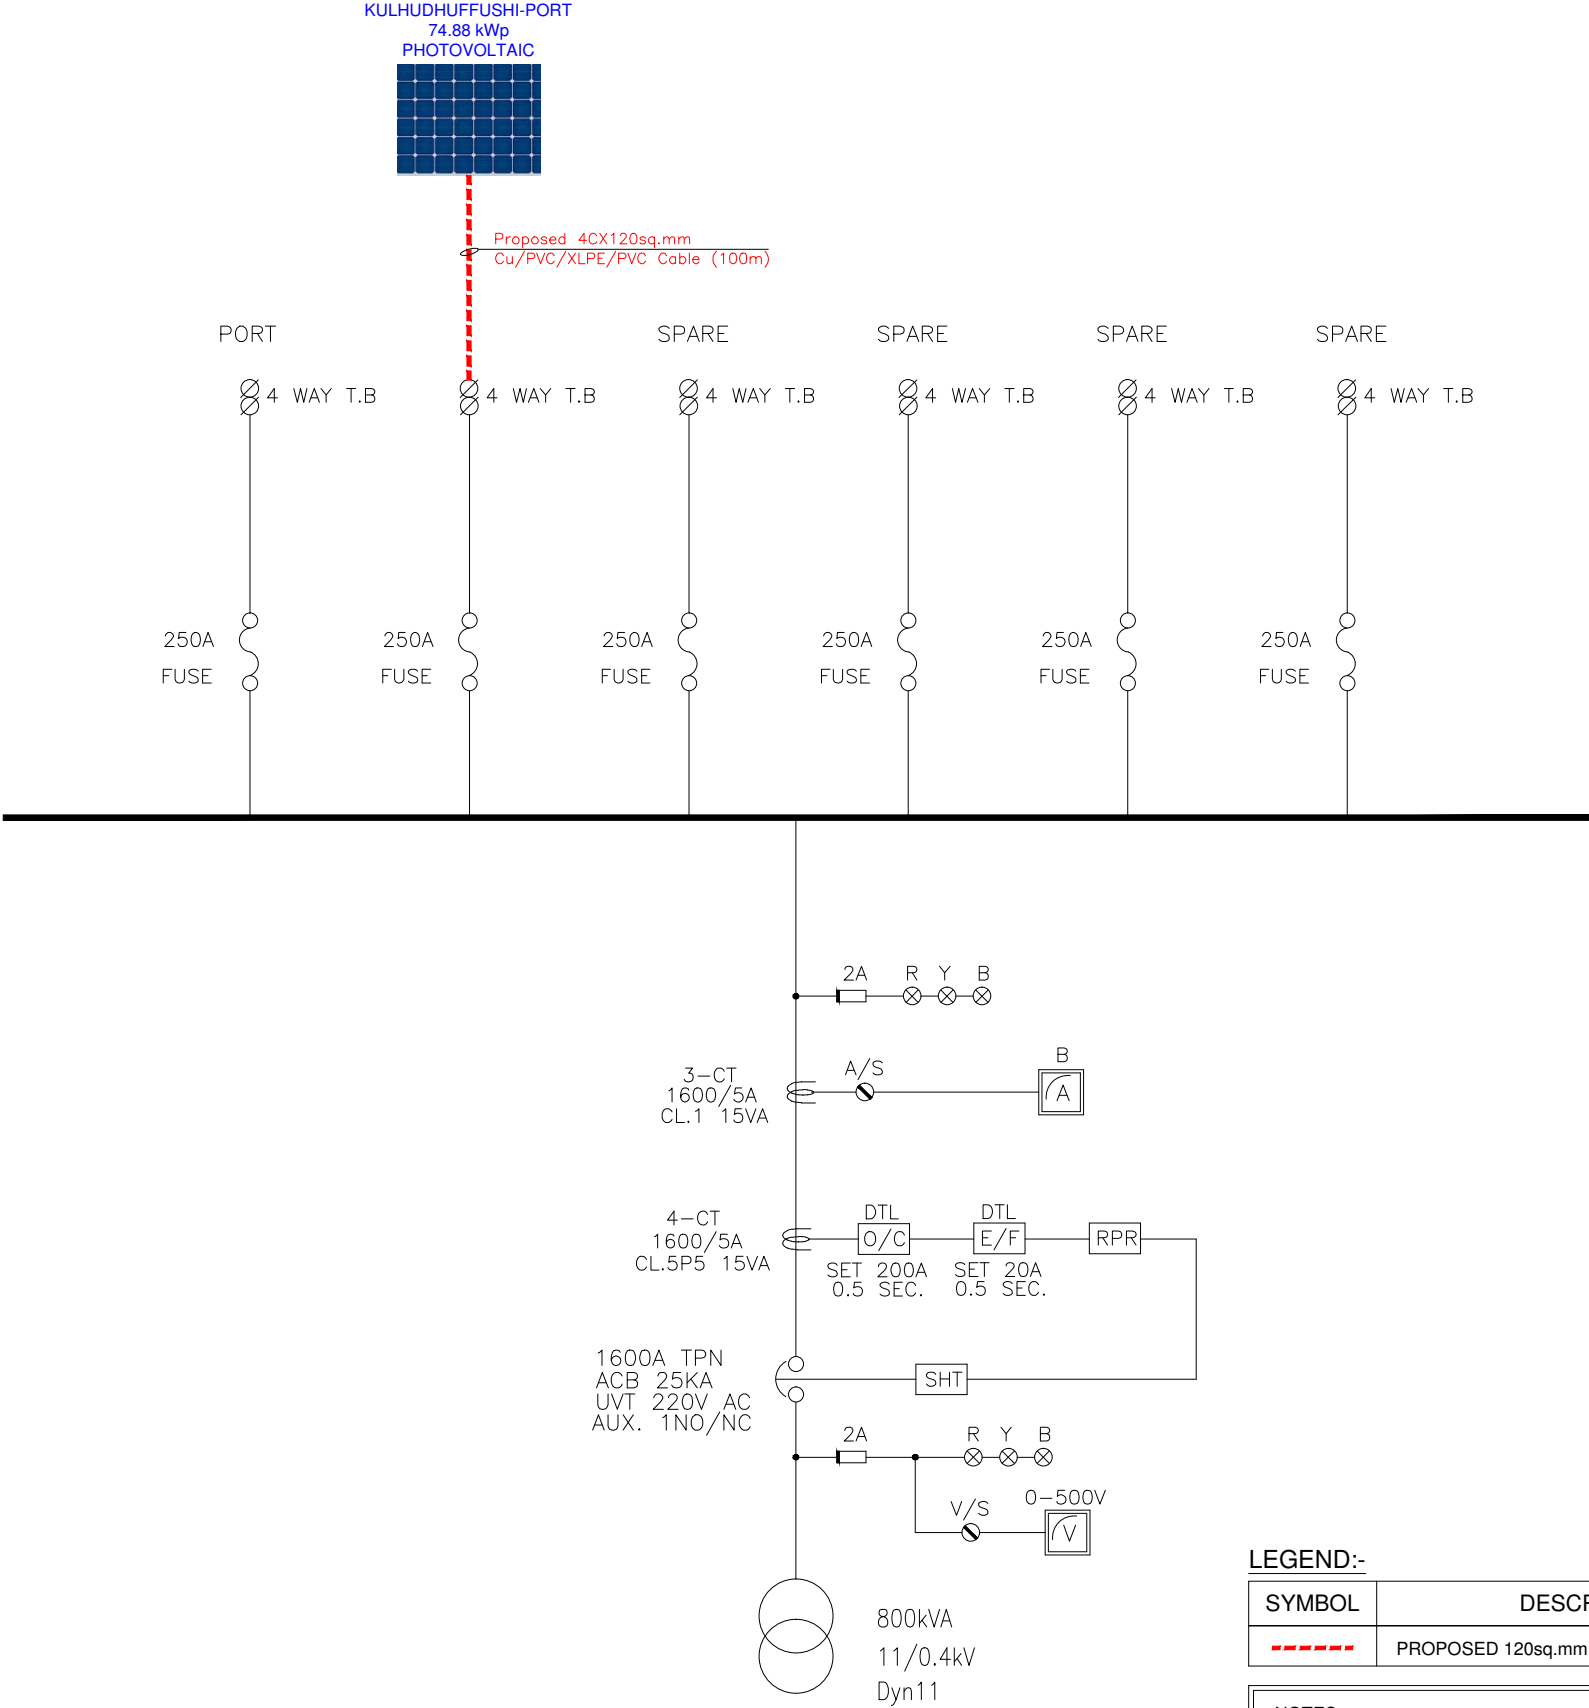 KULHUDHUFFUSHI-PORT
74.88 kWp
PHOTOVOLTAIC
Proposed 4CX120sq.mm
Cu/PVC/XLPE/PVC Cable (100m)
PORT SPARE SPARE SPARE SPARE
4 WAY T.B 4 WAY T.B 4 WAY T.B 4 WAY T.B 4 WAY T.B 4 WAY T.B
250A 250A 250A 250A 250A 250A
FUSE FUSE FUSE FUSE FUSE FUSE
2A R Y B
3-CT
1600/5A
CL.1 15VA
A/S
B
A
4-CT
1600/5A
CL.5P5 15VA
DTL
O/C
SET 200A
0.5 SEC.
DTL
E/F
SET 20A
0.5 SEC.
RPR
1600A TPN
ACB 25KA
UVT 220V AC
AUX. 1NO/NC
SHT
2A R Y B
V/S
0-500V
V
800kVA
11/0.4kV
Dyn11
LEGEND:-
SYMBOL
PROPOSED 120sq.mm